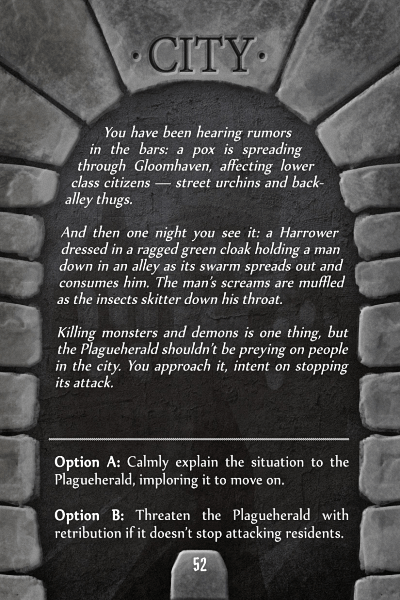 · CITY ·
You have been hearing rumors
in the bars: a pox is spreading
through Gloomhaven, affecting lower
class citizens — street urchins and back-
alley thugs.
And then one night you see it: a Harrower
dressed in a ragged green cloak holding a man
down in an alley as its swarm spreads out and
consumes him. The man's screams are muffled
as the insects skitter down his throat.
Killing monsters and demons is one thing, but
the Plagueherald shouldn't be preying on people
in the city. You approach it, intent on stopping
its attack.
Option A: Calmly explain the situation to the
Plagueherald, imploring it to move on.
Option B: Threaten the Plagueherald with
retribution if it doesn't stop attacking residents.
52